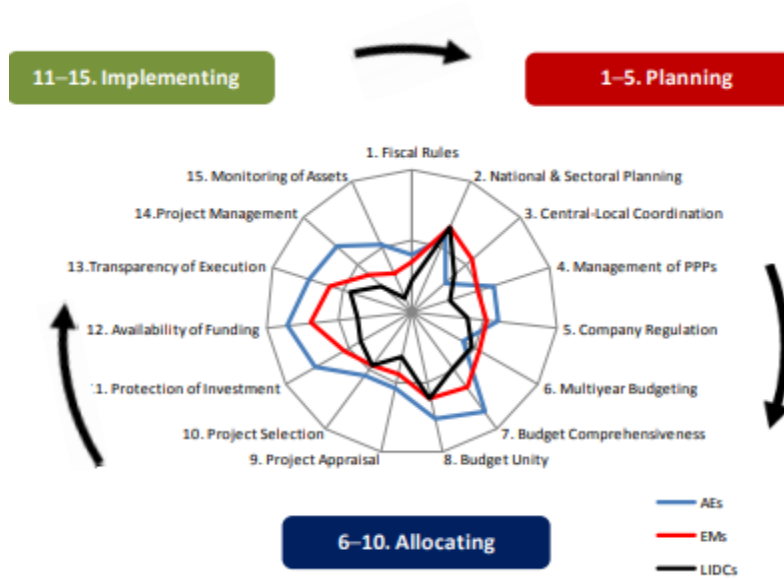 11–15. Implementing
1–5. Planning
1. Fiscal Rules
15. Monitoring of Assets
2. National & Sectoral Planning
14.Project Management
3. Central-Local Coordination
13.Transparency of Execution
4. Management of PPPs
12. Availability of Funding
5. Company Regulation
1. Protection of Investment
6. Multiyear Budgeting
10. Project Selection
7. Budget Comprehensiveness
9. Project Appraisal
8. Budget Unity
6–10. Allocating
AEs
EMs
LIDCs